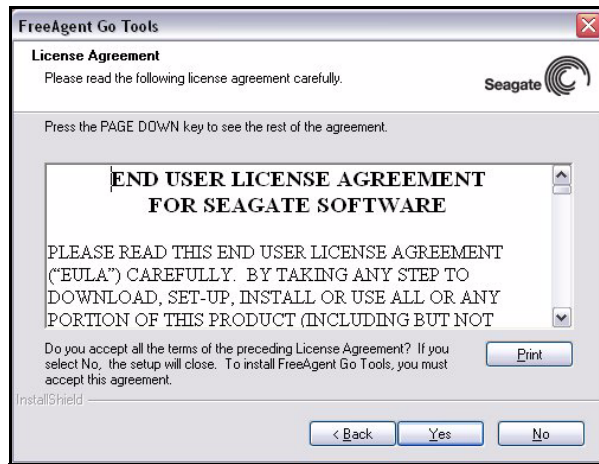 FreeAgent Go Tools
License Agreement
Please read the following license agreement carefully.
Seagate
Press the PAGE DOWN key to see the rest of the agreement.
END USER LICENSE AGREEMENT
FOR SEAGATE SOFTWARE
PLEASE READ THIS END USER LICENSE AGREEMENT
("EULA") CAREFULLY.  BY TAKING ANY STEP TO
DOWNLOAD, SET-UP, INSTALL OR USE ALL OR ANY
PORTION OF THIS PRODUCT (INCLUDING BUT NOT
Do you accept all the terms of the preceding License Agreement?  If you
select No, the setup will close.  To install FreeAgent Go Tools, you must
accept this agreement.
Print
InstallShield
< Back
Yes
No